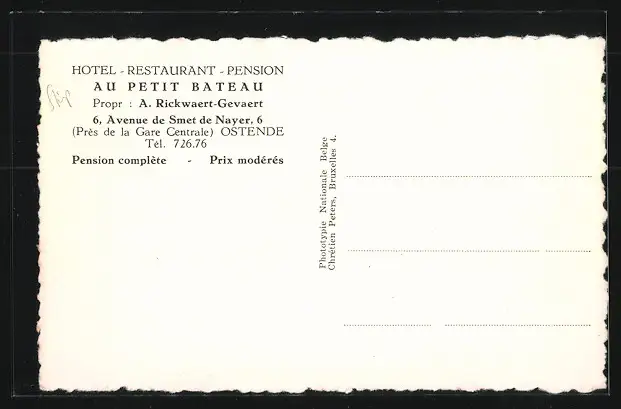 HOTEL - RESTAURANT - PENSION
AU PETIT BATEAU
Propr : A. Rickwaert-Gevaert
6, Avenue de Smet de Nayer, 6
(Près de la Gare Centrale) OSTENDE
Tél. 726.76
Pension complète - Prix modérés
Phototypie Nationale Belge
Chrétien Peters, Bruxelles 4.